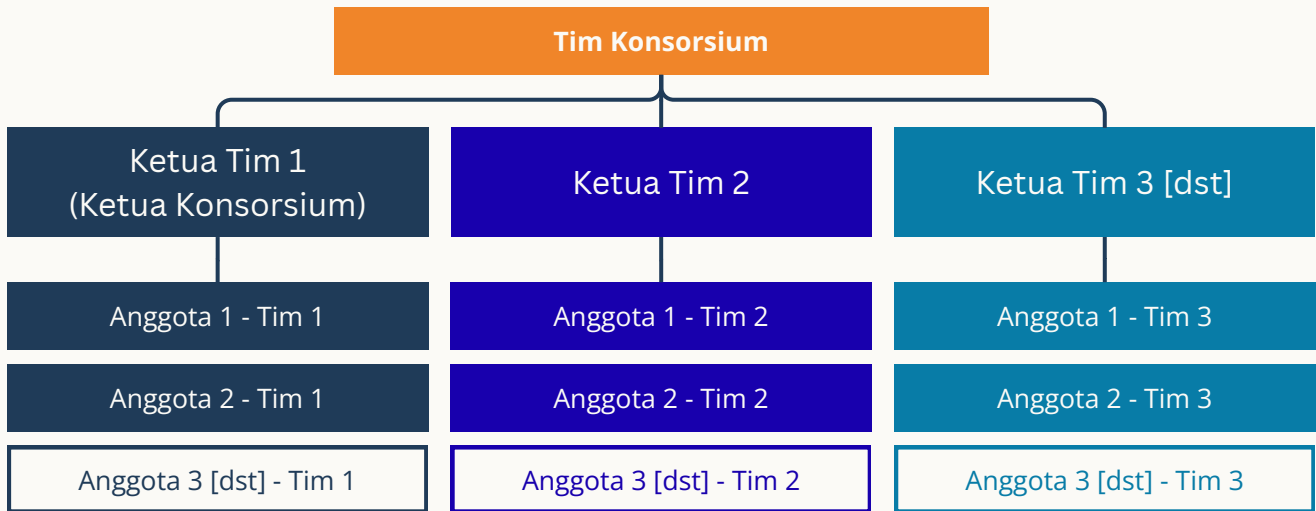 Tim Konsorsium
Ketua Tim 1
(Ketua Konsorsium)
Ketua Tim 2
Ketua Tim 3 [dst]
Anggota 1 - Tim 1
Anggota 1 - Tim 2
Anggota 1 - Tim 3
Anggota 2 - Tim 1
Anggota 2 - Tim 2
Anggota 2 - Tim 3
Anggota 3 [dst] - Tim 1
Anggota 3 [dst] - Tim 2
Anggota 3 [dst] - Tim 3